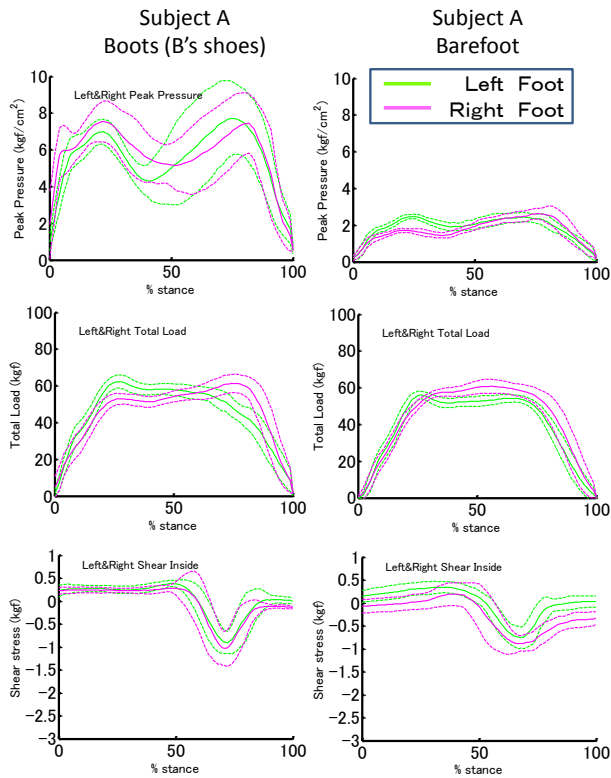 Subject A
Boots (B's shoes)
Subject A
Barefoot
Left&Right Peak Pressure
Peak Pressure (kgf/cm²)
10
8
6
4
2
0
0
50
100
% stance
Left Foot
Right Foot
Peak Pressure (kgf/cm²)
10
8
6
4
2
0
0
50
100
% stance
Left&Right Total Load
Total Load (kgf)
100
80
60
40
20
0
0
50
100
% stance
Left&Right Total Load
Total Load (kgf)
100
80
60
40
20
0
0
50
100
% stance
Left&Right Shear Inside
Shear stress (kgf)
1
0.5
0
−0.5
−1
−1.5
−2
−2.5
−3
0
50
100
% stance
Left&Right Shear Inside
Shear stress (kgf)
1
0.5
0
−0.5
−1
−1.5
−2
−2.5
−3
0
50
100
% stance